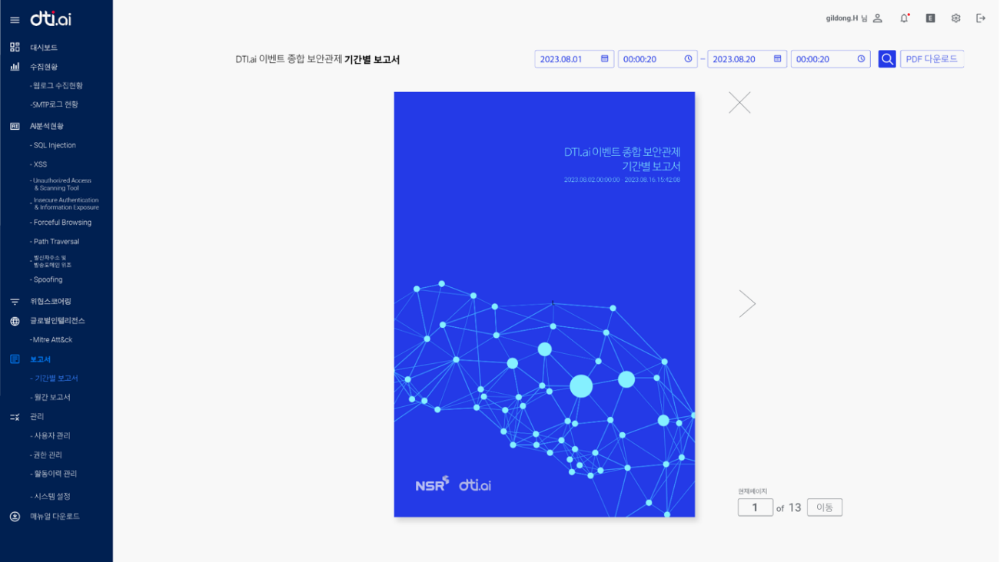 dti.ai
gildong.H 님
E
대시보드
수집현황
- 웹로그 수집현황
-SMTP로그 현황
AI분석현황
- SQL Injection
- XSS
- Unauthorized Access
& Scanning Tool
- Insecure Authentication
& Information Exposure
- Forceful Browsing
- Path Traversal
- 발신자주소 및
발송도메인 위조
- Spoofing
위협스코어링
글로벌인텔리전스
-Mitre Att&ck
보고서
- 기간별 보고서
- 월간 보고서
관리
- 사용자 관리
- 권한 관리
- 활동이력 관리
- 시스템 설정
매뉴얼 다운로드
DTI.ai 이벤트 종합 보안관제 기간별 보고서
2023.08.01 00:00:20 – 2023.08.20 00:00:20 PDF 다운로드
DTI.ai 이벤트 종합 보안관제
기간별 보고서
2023.08.02.00:00:00 - 2023.08.16.15:42:08
NSR dti.ai
현재페이지
1 of 13 이동